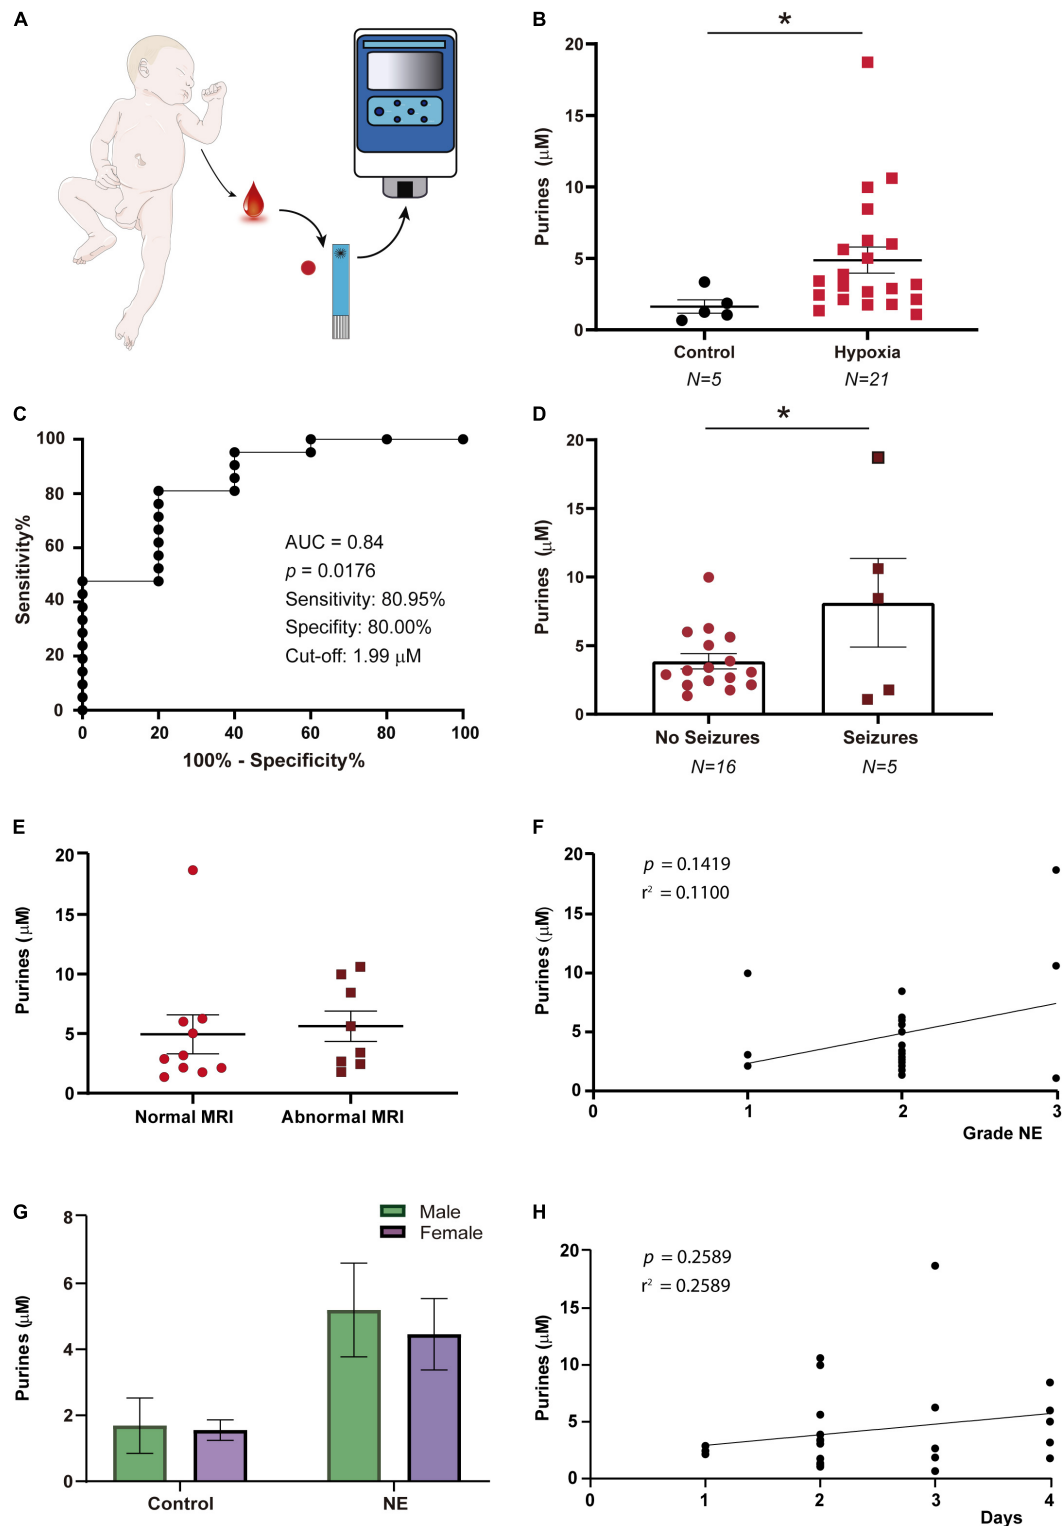 A
B
*
20
15
10
5
0
Purines (μM)
Control
Hypoxia
N=5
N=21
C
100
80
60
40
20
0
Sensitivity%
AUC = 0.84
p = 0.0176
Sensitivity: 80.95%
Specifity: 80.00%
Cut-off: 1.99 μM
0
20
40
60
80
100
100% - Specificity%
D
*
20
15
10
5
0
Purines (μM)
No Seizures
Seizures
N=16
N=5
E
20
15
10
5
0
Purines (μM)
Normal MRI
Abnormal MRI
F
p = 0.1419
r² = 0.1100
20
15
10
5
0
Purines (μM)
0
1
2
3
Grade NE
G
Male
Female
8
6
4
2
0
Purines (μM)
Control
NE
H
p = 0.2589
r² = 0.2589
20
15
10
5
0
Purines (μM)
0
1
2
3
4
Days